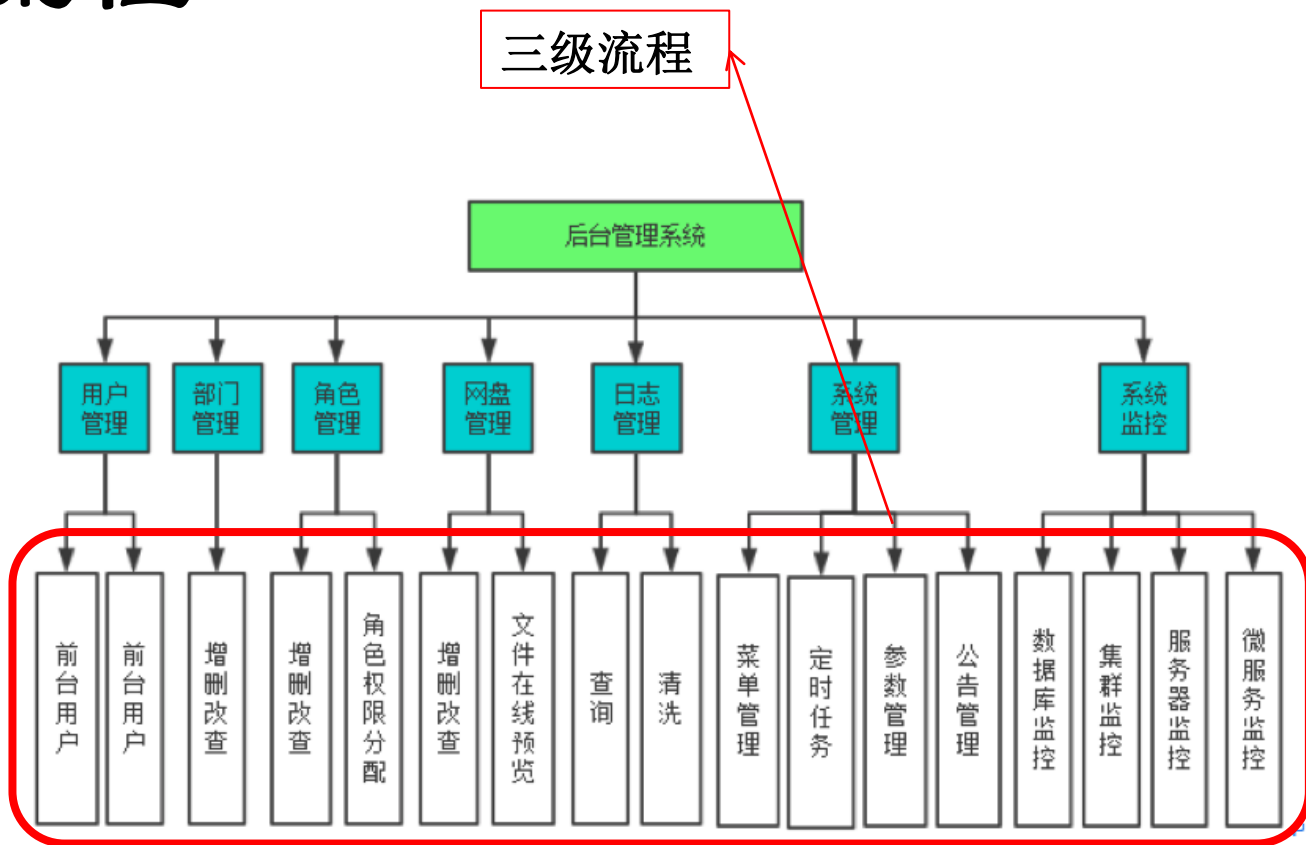 三级流程
后台管理系统
用户
管理
部门
管理
角色
管理
网盘
管理
日志
管理
系统
管理
系统
监控
前台用户
前台用户
增删改查
增删改查
角色权限分配
增删改查
文件在线预览
查询
清洗
菜单管理
定时任务
参数管理
公告管理
数据库监控
集群监控
服务器监控
微服务监控